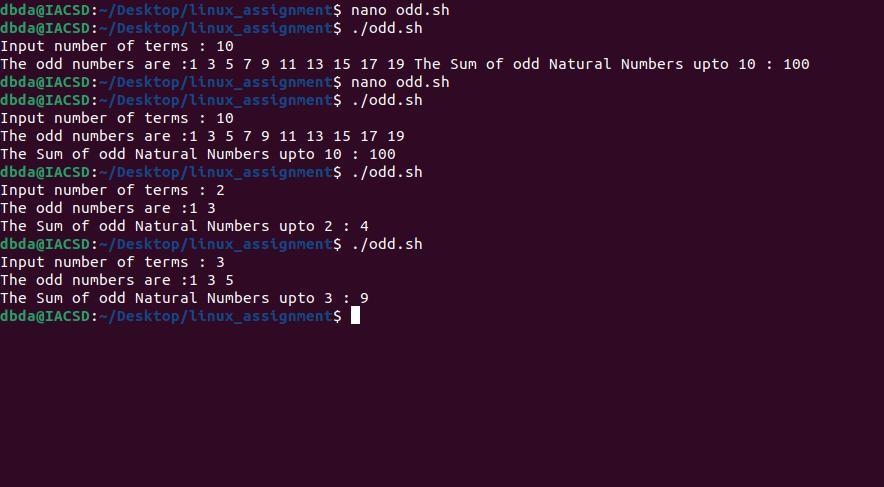 dbda@IACSD:~/Desktop/linux_assignment$ nano odd.sh
dbda@IACSD:~/Desktop/linux_assignment$ ./odd.sh
Input number of terms : 10
The odd numbers are :1 3 5 7 9 11 13 15 17 19 The Sum of odd Natural Numbers upto 10 : 100
dbda@IACSD:~/Desktop/linux_assignment$ nano odd.sh
dbda@IACSD:~/Desktop/linux_assignment$ ./odd.sh
Input number of terms : 10
The odd numbers are :1 3 5 7 9 11 13 15 17 19
The Sum of odd Natural Numbers upto 10 : 100
dbda@IACSD:~/Desktop/linux_assignment$ ./odd.sh
Input number of terms : 2
The odd numbers are :1 3
The Sum of odd Natural Numbers upto 2 : 4
dbda@IACSD:~/Desktop/linux_assignment$ ./odd.sh
Input number of terms : 3
The odd numbers are :1 3 5
The Sum of odd Natural Numbers upto 3 : 9
dbda@IACSD:~/Desktop/linux_assignment$